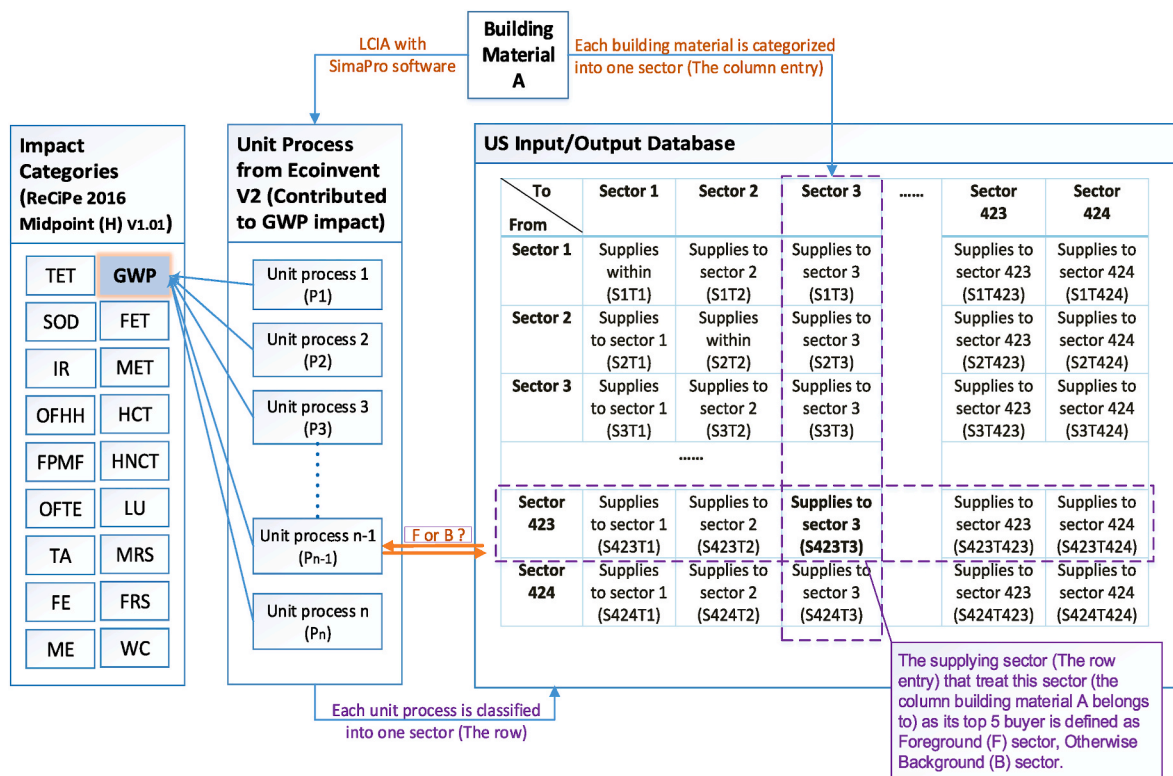 Building
Material
A
LCIA with
SimaPro software
Each building material is categorized
into one sector (The column entry)
Impact
Categories
(ReCiPe 2016
Midpoint (H) V1.01)
TET
GWP
SOD
FET
IR
MET
OFHH
HCT
FPMF
HNCT
OFTE
LU
TA
MRS
FE
FRS
ME
WC
Unit Process
from Ecoinvent
V2 (Contributed
to GWP impact)
Unit process 1
(P1)
Unit process 2
(P2)
Unit process 3
(P3)
Unit process n-1
(Pn-1)
Unit process n
(Pn)
F or B ?
Each unit process is classified
into one sector (The row)
US Input/Output Database
To
From
Sector 1
Sector 2
Sector 3
......
Sector
423
Sector
424
Sector 1
Supplies
within
(S1T1)
Supplies to
sector 2
(S1T2)
Supplies to
sector 3
(S1T3)
Supplies to
sector 423
(S1T423)
Supplies to
sector 424
(S1T424)
Sector 2
Supplies
to sector 1
(S2T1)
Supplies
within
(S2T2)
Supplies to
sector 3
(S2T3)
Supplies to
sector 423
(S2T423)
Supplies to
sector 424
(S2T424)
Sector 3
Supplies
to sector 1
(S3T1)
Supplies to
sector 2
(S3T2)
Supplies to
sector 3
(S3T3)
Supplies to
sector 423
(S3T423)
Supplies to
sector 424
(S3T424)
......
Sector
423
Supplies
to sector 1
(S423T1)
Supplies to
sector 2
(S423T2)
Supplies to
sector 3
(S423T3)
Supplies to
sector 423
(S423T423)
Supplies to
sector 424
(S423T424)
Sector
424
Supplies
to sector 1
(S424T1)
Supplies to
sector 2
(S424T2)
Supplies to
sector 3
(S424T3)
Supplies to
sector 423
(S424T423)
Supplies to
sector 424
(S424T424)
The supplying sector (The row
entry) that treat this sector (the
column building material A belongs
to) as its top 5 buyer is defined as
Foreground (F) sector, Otherwise
Background (B) sector.